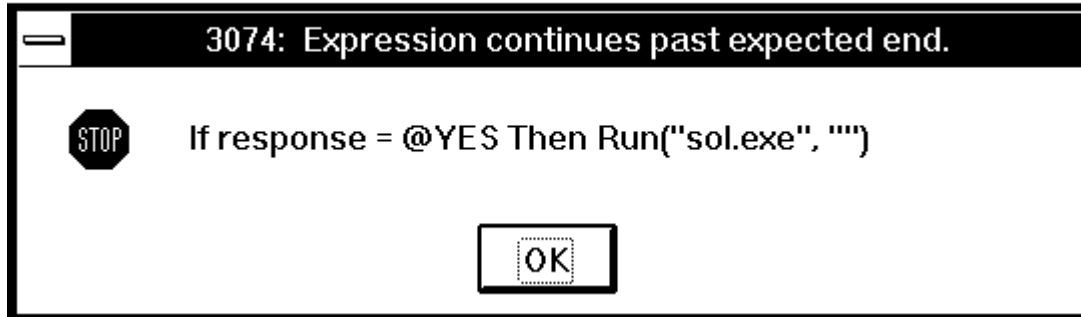 3074: Expression continues past expected end.
STOP
If response = @YES Then Run("sol.exe", "")
OK